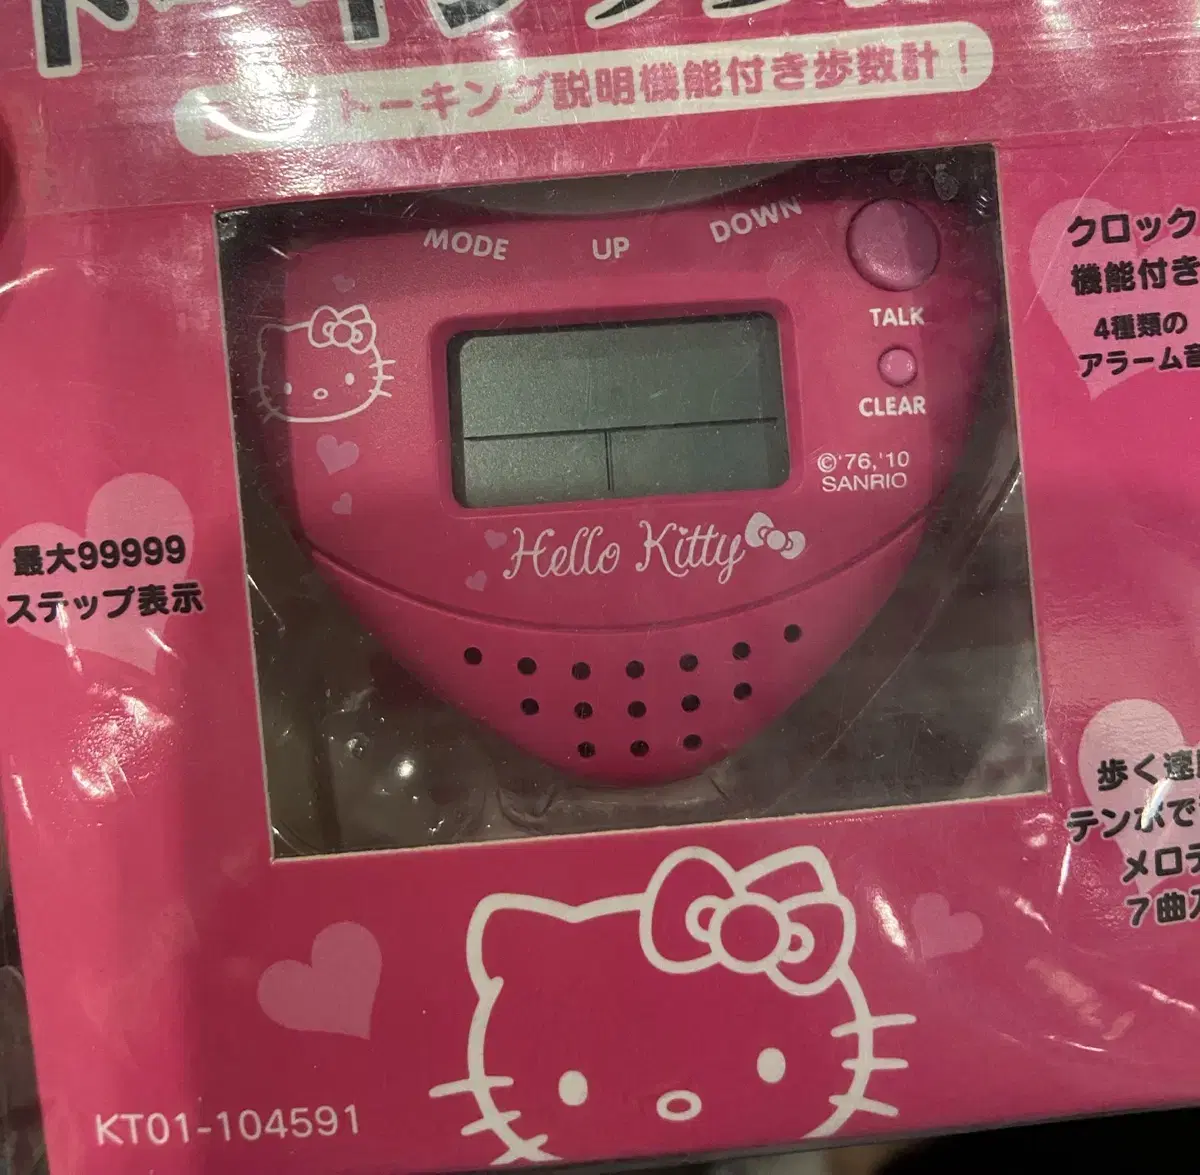 トーキング説明機能付き歩数計！
MODE
UP
DOWN
TALK
CLEAR
©'76,'10
SANRIO
Hello Kitty
クロック
機能付き
4種類の
アラーム音
最大99999
ステップ表示
歩く速
テンポで
メロデ
7曲
KT01-104591